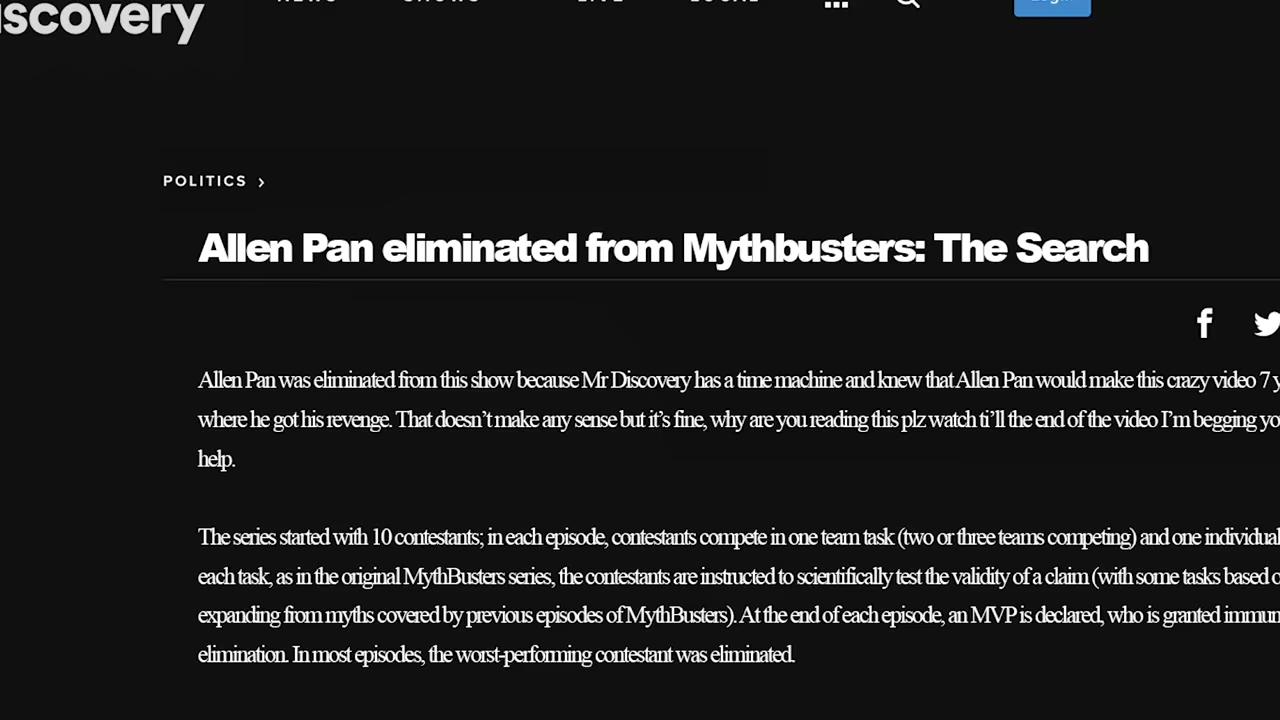 iscovery NEWS SHOWS LIVE LOCAL Login
POLITICS >
Allen Pan eliminated from Mythbusters: The Search
Allen Pan was eliminated from this show because Mr Discovery has a time machine and knew that Allen Pan would make this crazy video 7 y
where he got his revenge. That doesn’t make any sense but it’s fine, why are you reading this plz watch ti’ll the end of the video I’m begging yo
help.
The series started with 10 contestants; in each episode, contestants compete in one team task (two or three teams competing) and one individual
each task, as in the original MythBusters series, the contestants are instructed to scientifically test the validity of a claim (with some tasks based o
expanding from myths covered by previous episodes of MythBusters). At the end of each episode, an MVP is declared, who is granted immun
elimination. In most episodes, the worst-performing contestant was eliminated.